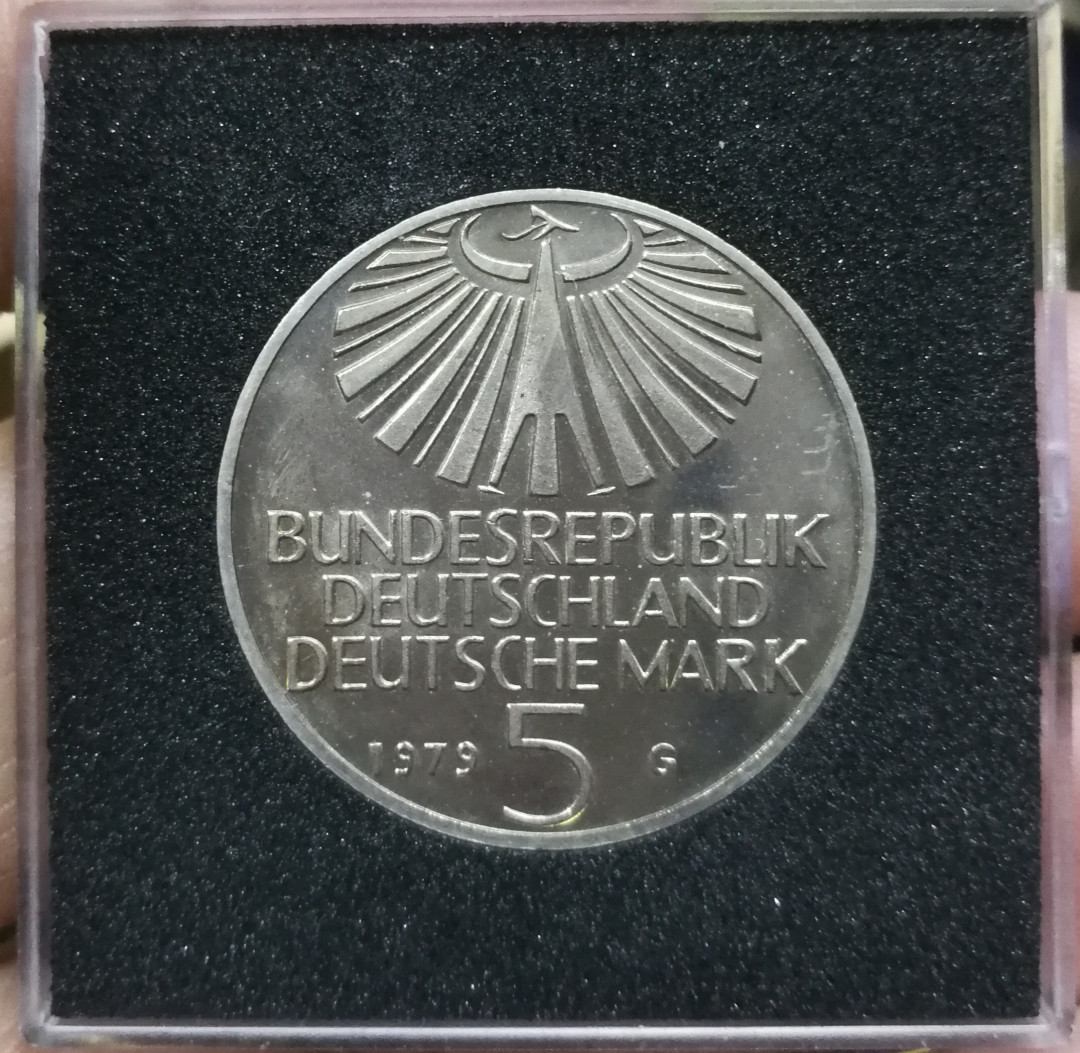 BUNDESREPUBLIK
DEUTSCHLAND
DEUTSCHE MARK
1979 5 G